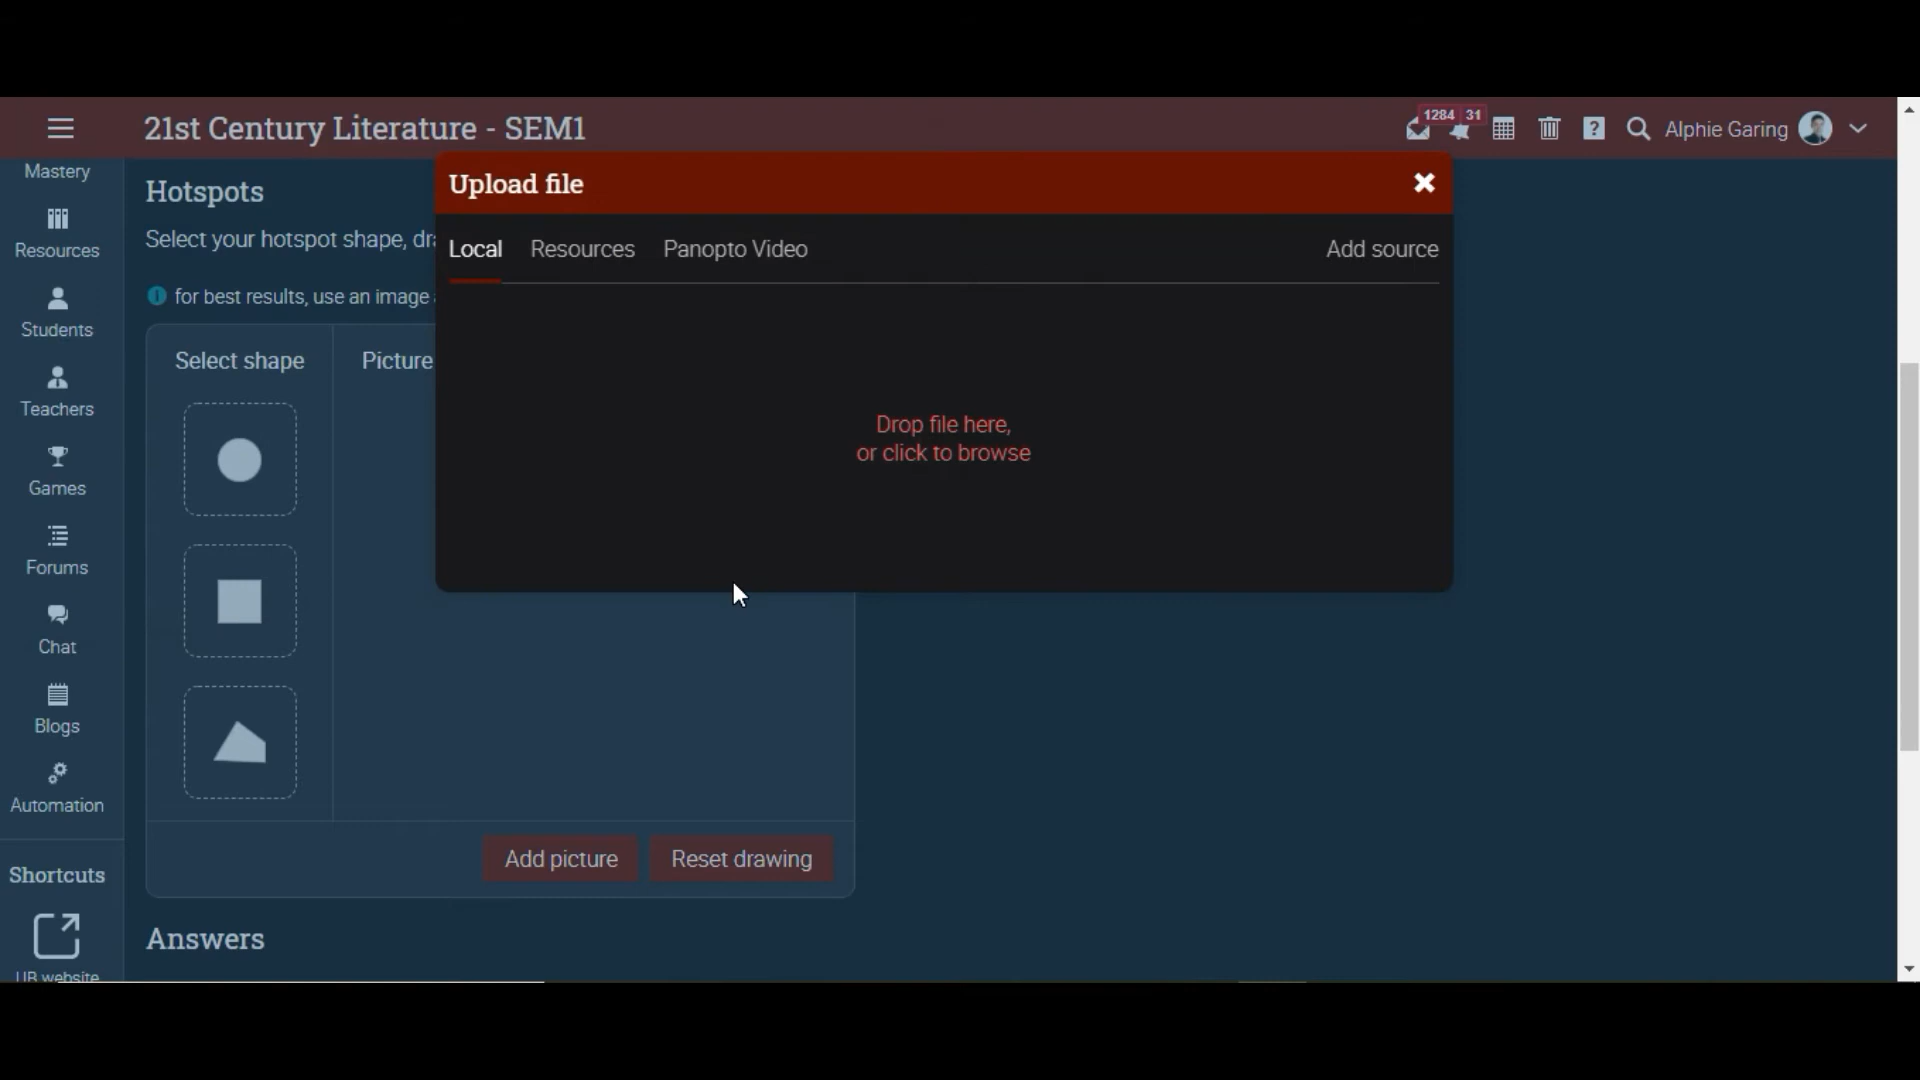 21st Century Literature - SEM1
1284 31
? Alphie Garing
Mastery
Resources
Students
Teachers
Games
Forums
Chat
Blogs
Automation
Shortcuts
UB website
Hotspots
Select your hotspot shape, dr
for best results, use an image
Select shape
Picture
Add picture
Reset drawing
Answers
Upload file
Local
Resources
Panopto Video
Add source
Drop file here,
or click to browse